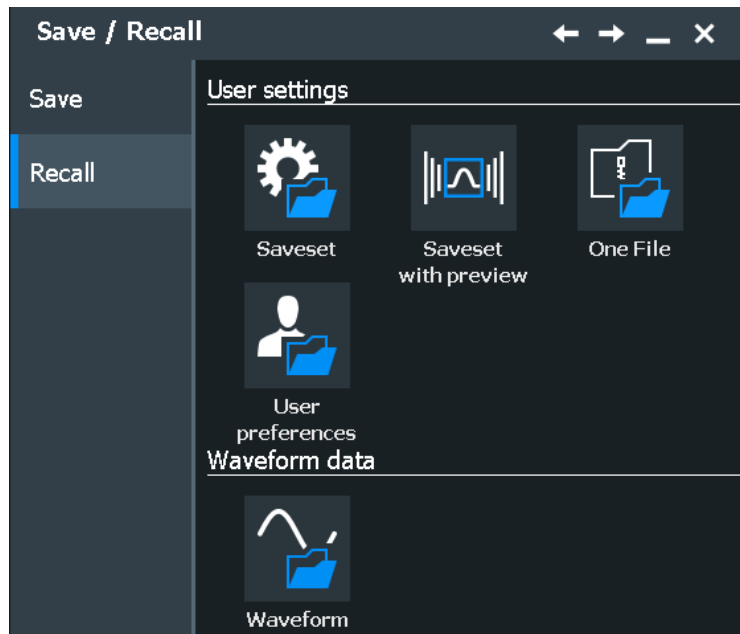 Save / Recall
Save
Recall
User settings
Saveset
Saveset
with preview
One File
User
preferences
Waveform data
Waveform